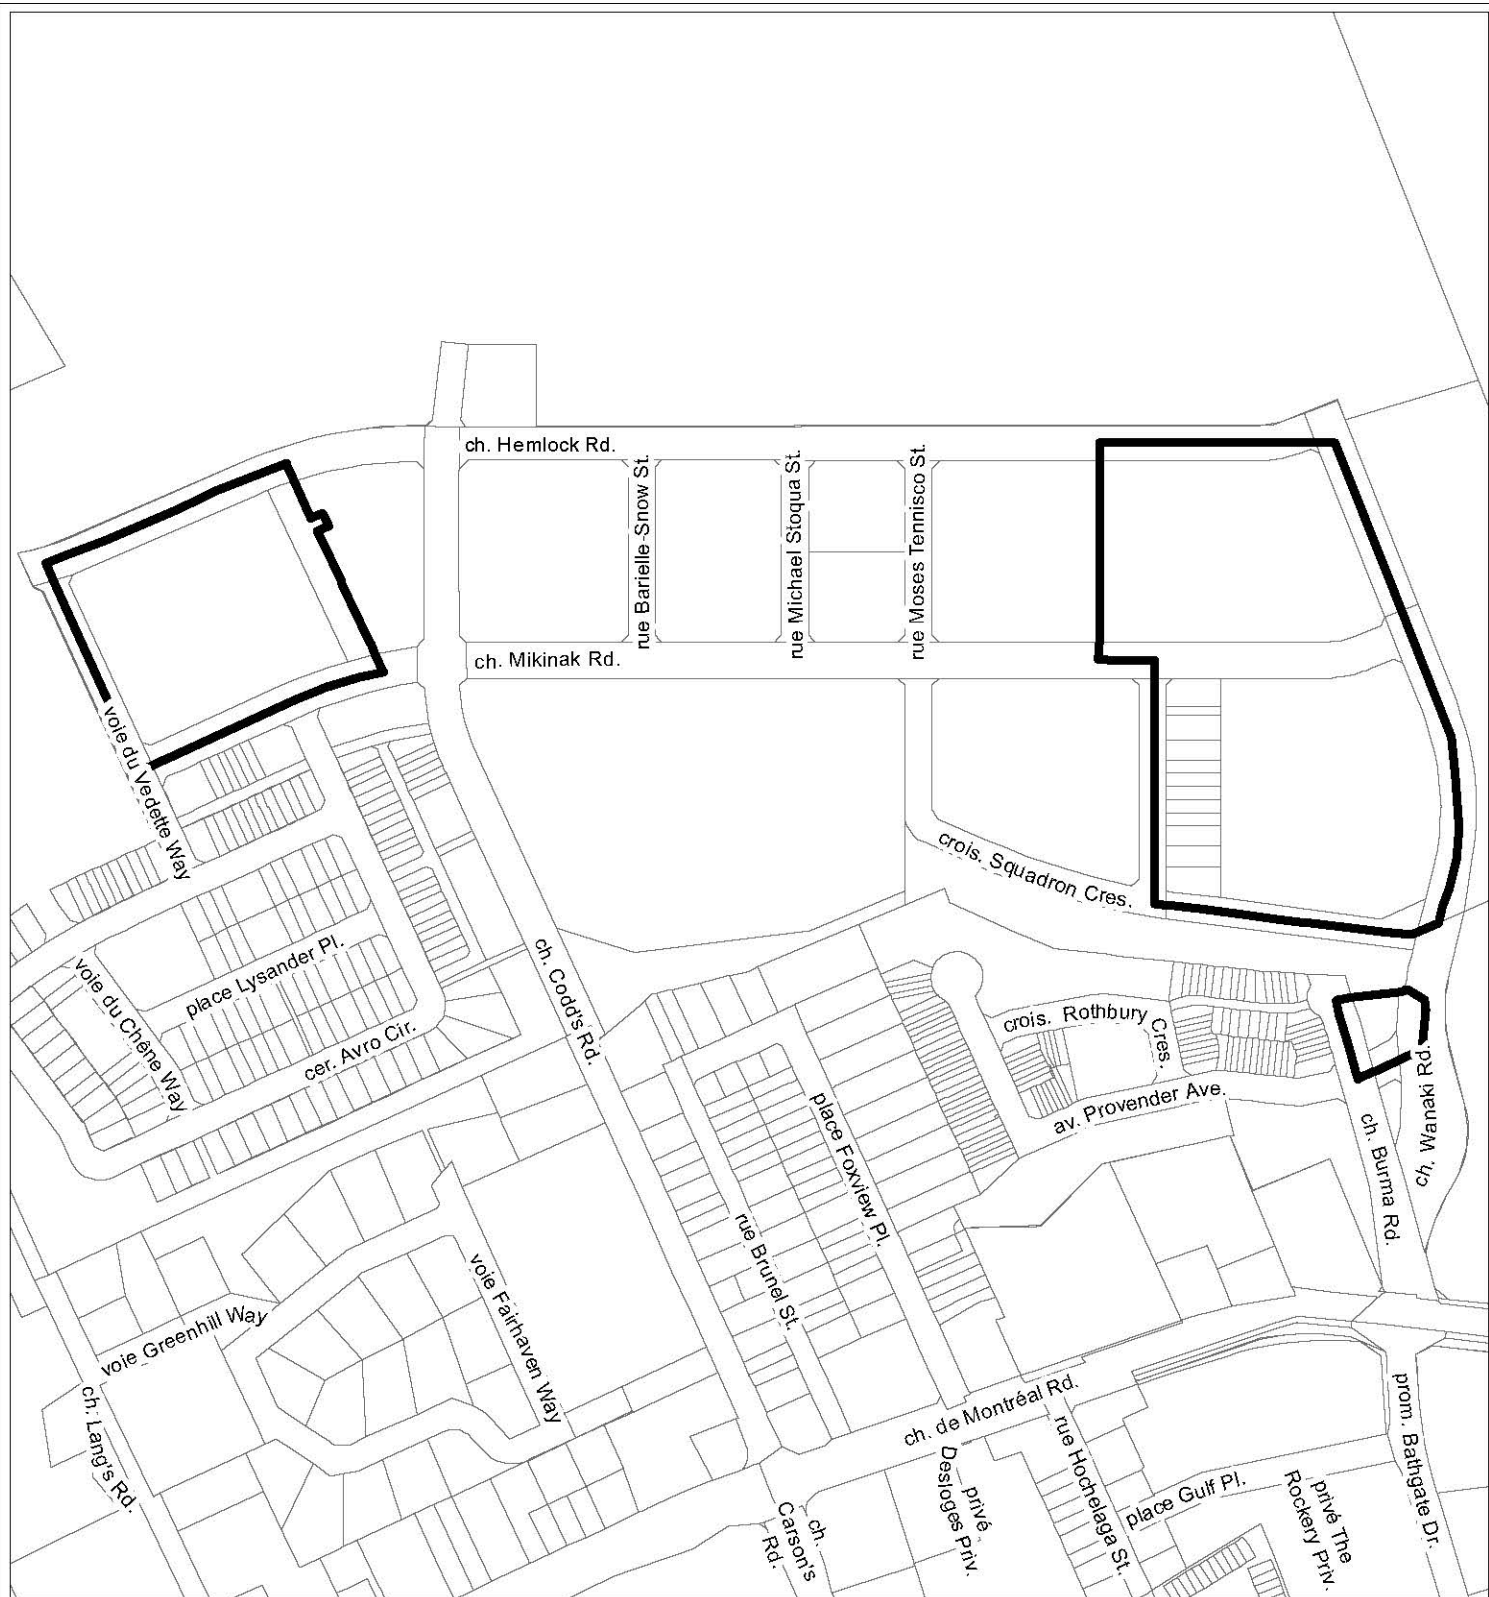 ch. Hemlock Rd.
rue Barielle-Snow St.
rue Michael Stoqua St.
rue Moses Tennisco St.
ch. Mikinak Rd.
voie du Vedette Way
crois. Squadron Cres.
place Lysander Pl.
voie du Chêne Way
cer. Avro Cir.
ch. Codd's Rd.
crois. Rothbury Cres.
av. Provender Ave.
ch. Wanaki Rd.
ch. Burma Rd.
place Foxview Pl.
rue Brunel St.
voie Fairhaven Way
voie Greenhill Way
ch. Lang's Rd.
ch. de Montréal Rd.
rue Hochelaga St.
prom. Bathgate Dr.
place Gulf Pl.
privé The
Rockery Priv.
privé
Desloges Priv.
ch.
Carson's
Rd.